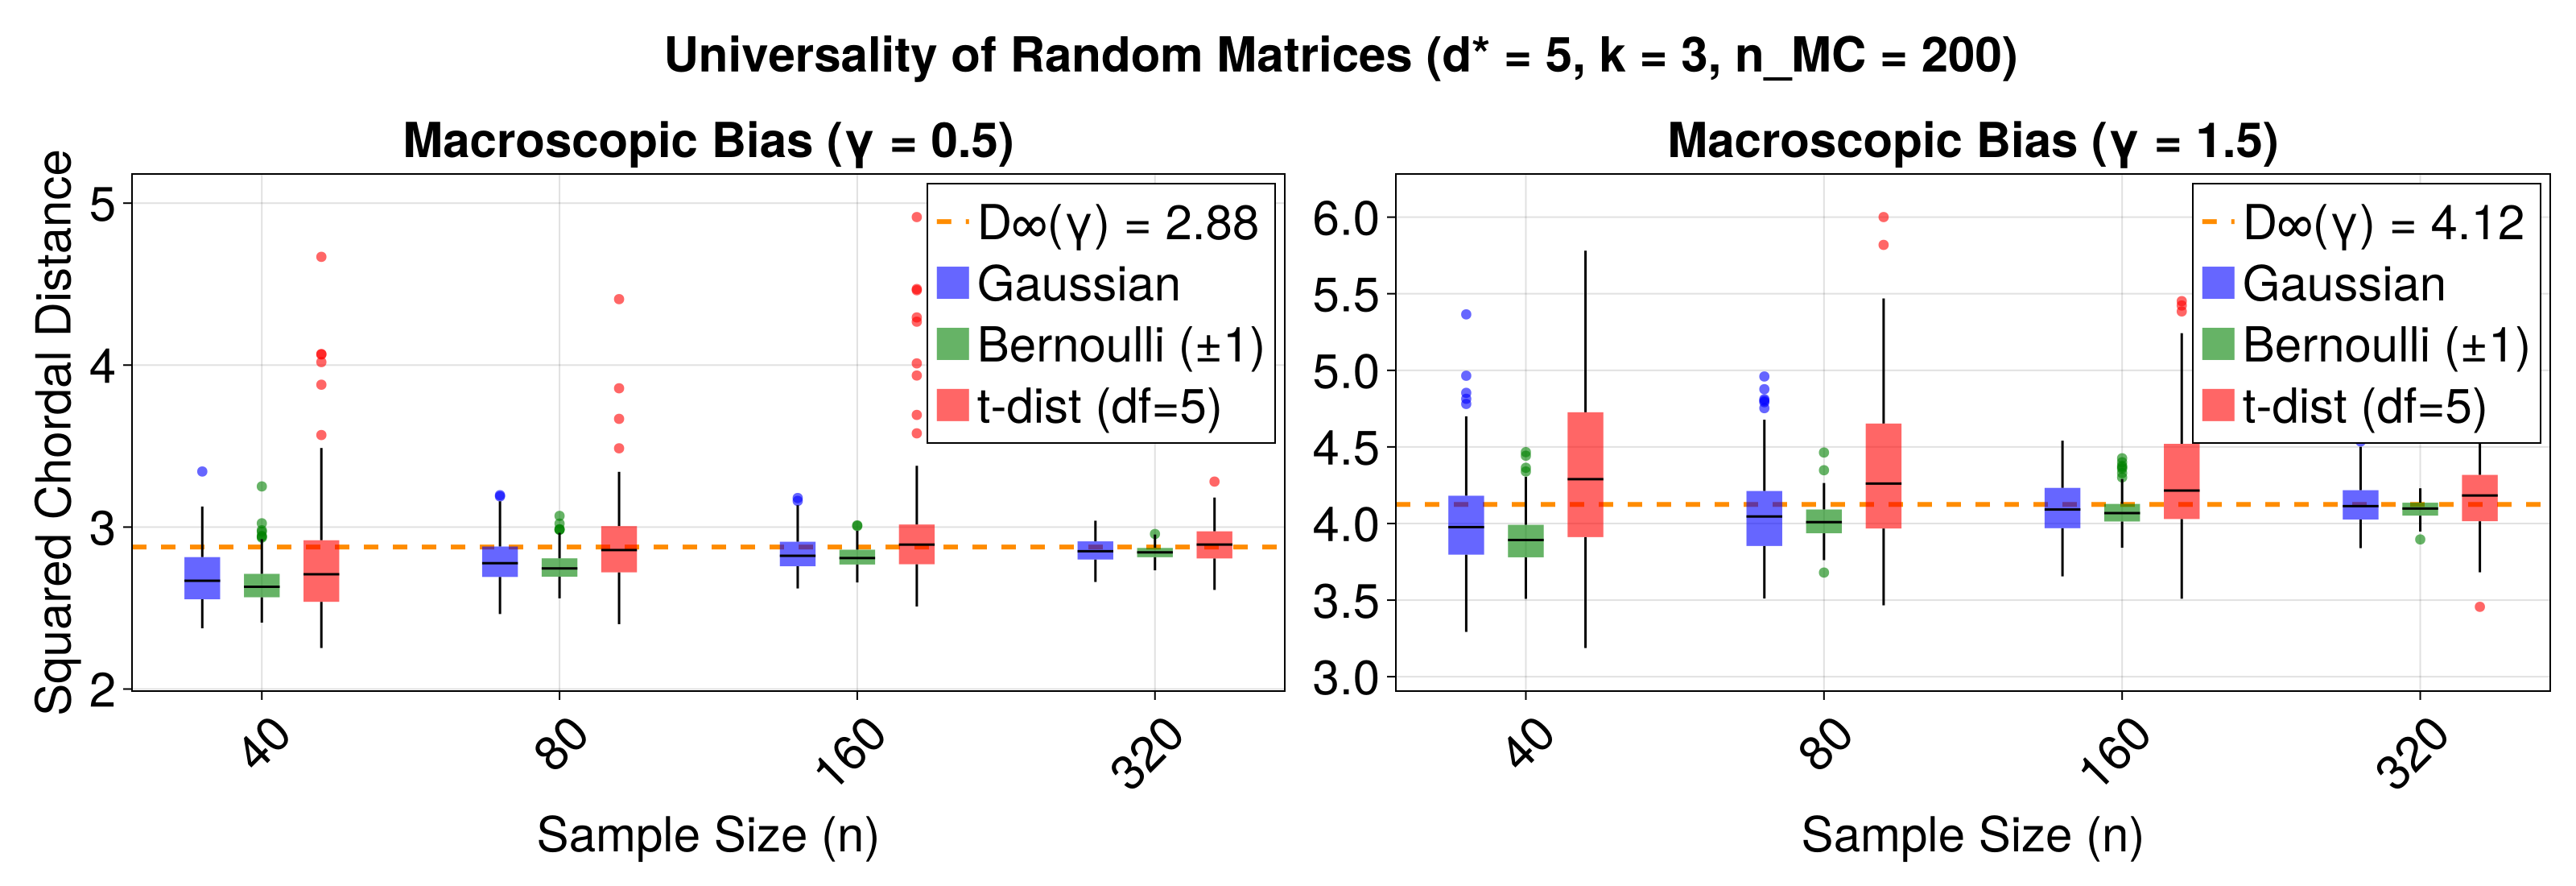 Universality of Random Matrices (d* = 5, k = 3, n_MC = 200)
Macroscopic Bias (γ = 0.5)
Squared Chordal Distance
5
4
3
2
D∞(γ) = 2.88
Gaussian
Bernoulli (±1)
t-dist (df=5)
40
80
160
320
Sample Size (n)
Macroscopic Bias (γ = 1.5)
6.0
5.5
5.0
4.5
4.0
3.5
3.0
D∞(γ) = 4.12
Gaussian
Bernoulli (±1)
t-dist (df=5)
40
80
160
320
Sample Size (n)